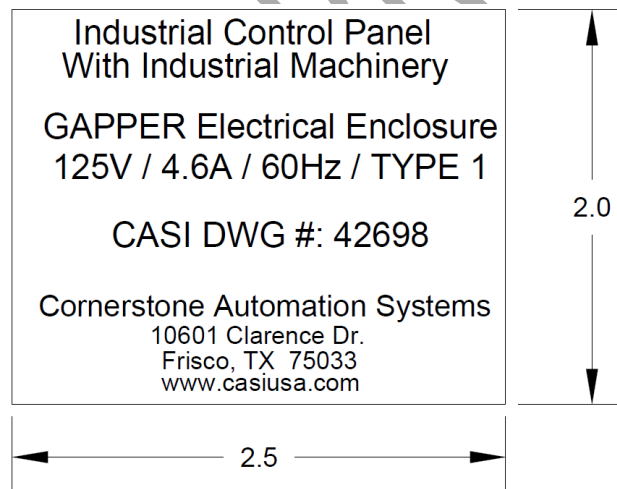 Industrial Control Panel
With Industrial Machinery
GAPPER Electrical Enclosure
125V / 4.6A / 60Hz / TYPE 1
CASI DWG #: 42698
Cornerstone Automation Systems
10601 Clarence Dr.
Frisco, TX 75033
www.casiusa.com
2.0
2.5